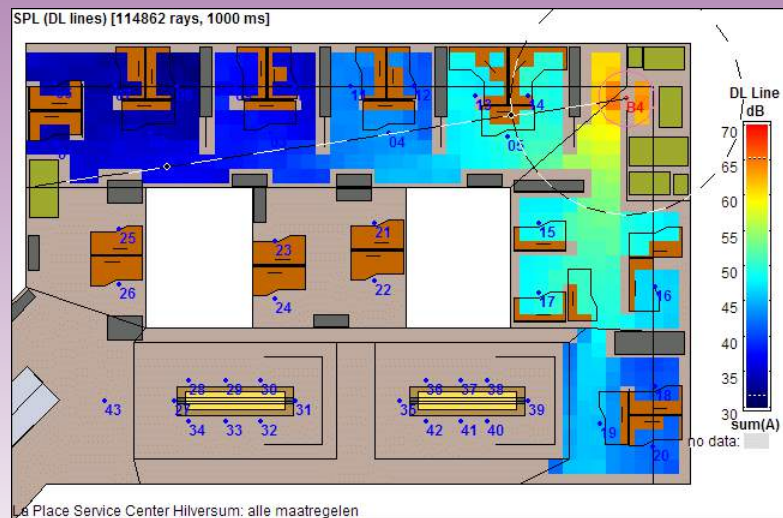 SPL (DL lines) [114862 rays, 1000 ms]
DL Line
dB
70
65
60
55
50
45
40
35
30
sum(A)
no data:
B4
11
12
13
14
04
05
15
16
17
18
19
20
21
22
23
24
25
26
28 29 30
27
31
34 33 32
36 37 38
35
39
42 41 40
43
La Place Service Center Hilversum: alle maatregelen